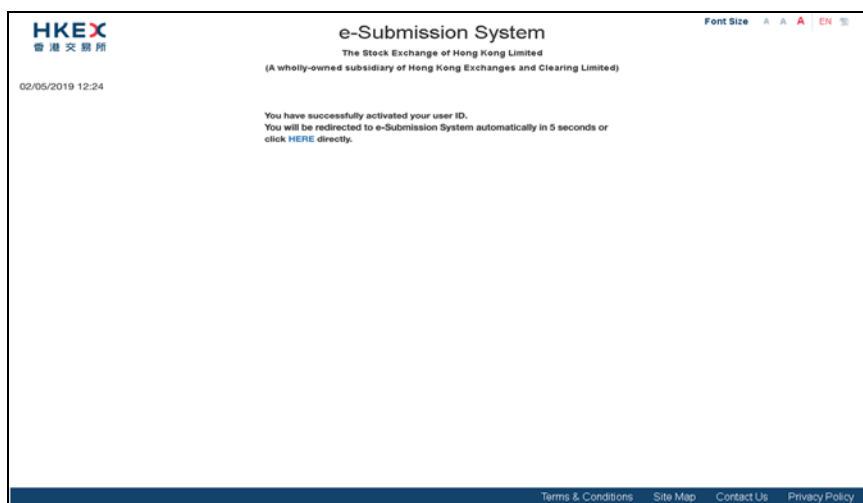 HKEX
香港交易所
e-Submission System
Font Size A A A EN 繁
The Stock Exchange of Hong Kong Limited
(A wholly-owned subsidiary of Hong Kong Exchanges and Clearing Limited)
02/05/2019 12:24
You have successfully activated your user ID.
You will be redirected to e-Submission System automatically in 5 seconds or
click HERE directly.
Terms & Conditions Site Map Contact Us Privacy Policy